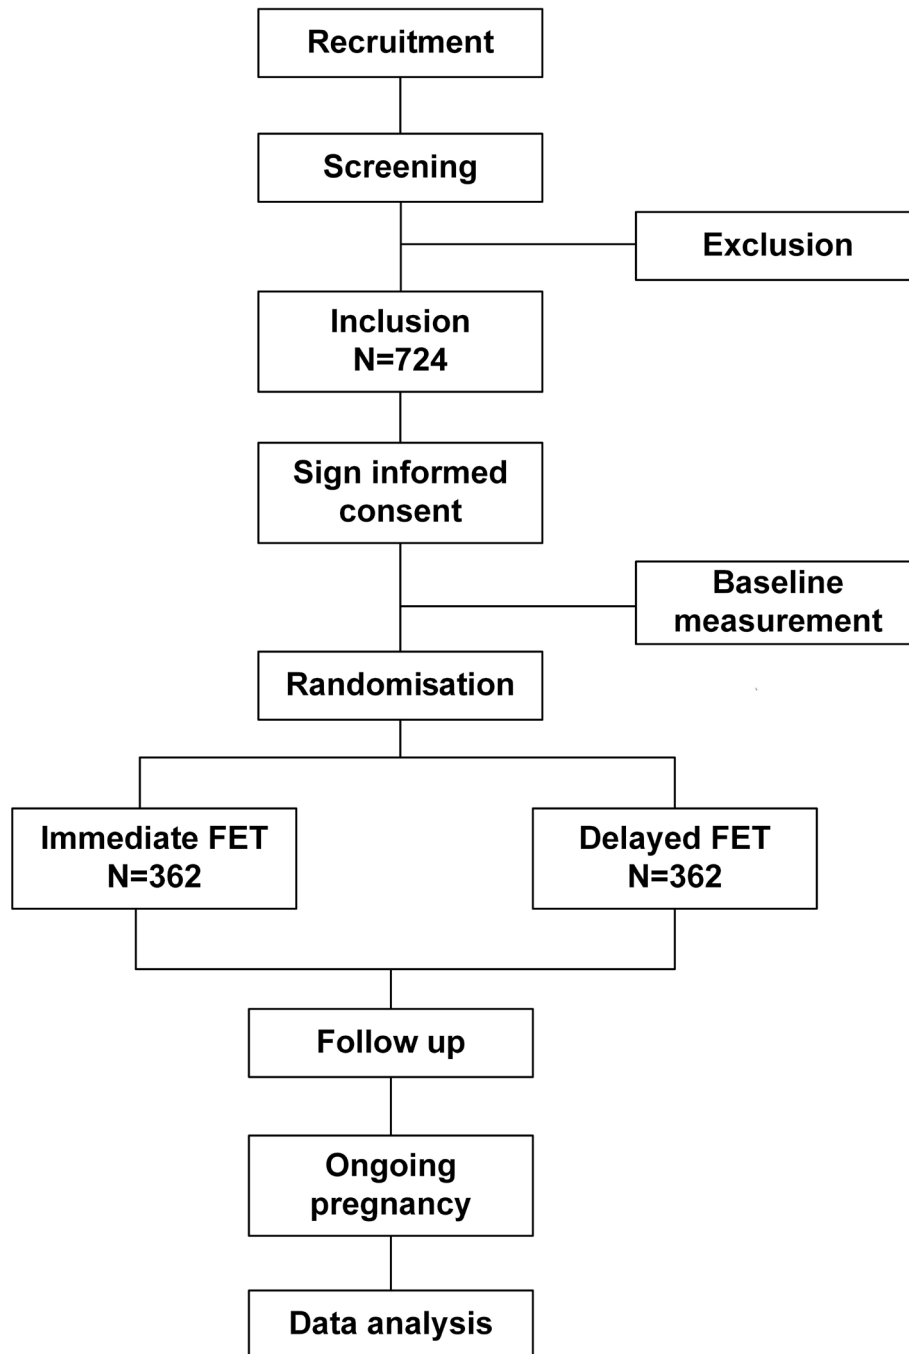 Recruitment
Screening
Exclusion
Inclusion
N=724
Sign informed
consent
Baseline
measurement
Randomisation
Immediate FET
N=362
Delayed FET
N=362
Follow up
Ongoing
pregnancy
Data analysis